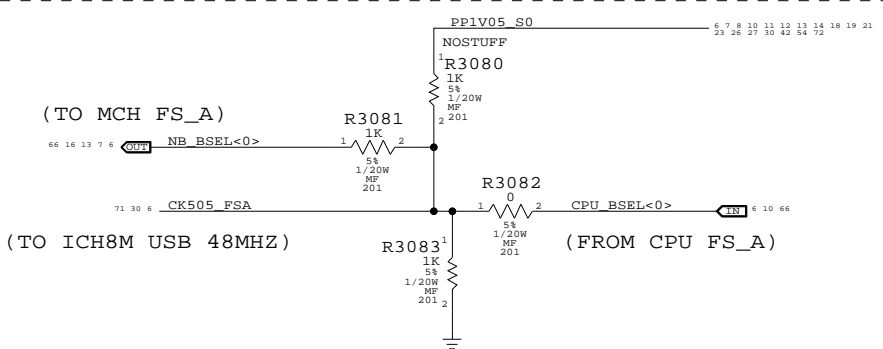 PP1V05_S0
6 7 8 10 11 12 13 14 18 19 21
23 26 27 30 42 54 72
NOSTUFF
1
R3080
1K
5%
1/20W
MF
2 201
(TO MCH FS_A)
R3081
66 16 13 7 6 OUT NB_BSEL<0> 1 1K 2
5%
1/20W
MF
201
R3082
71 30 6 CK505_FSA 1 0 2 CPU_BSEL<0> IN 6 10 66
5%
1/20W
MF
201
(TO ICH8M USB 48MHZ)
(FROM CPU FS_A)
R3083 1
1K
5%
1/20W
MF
201 2